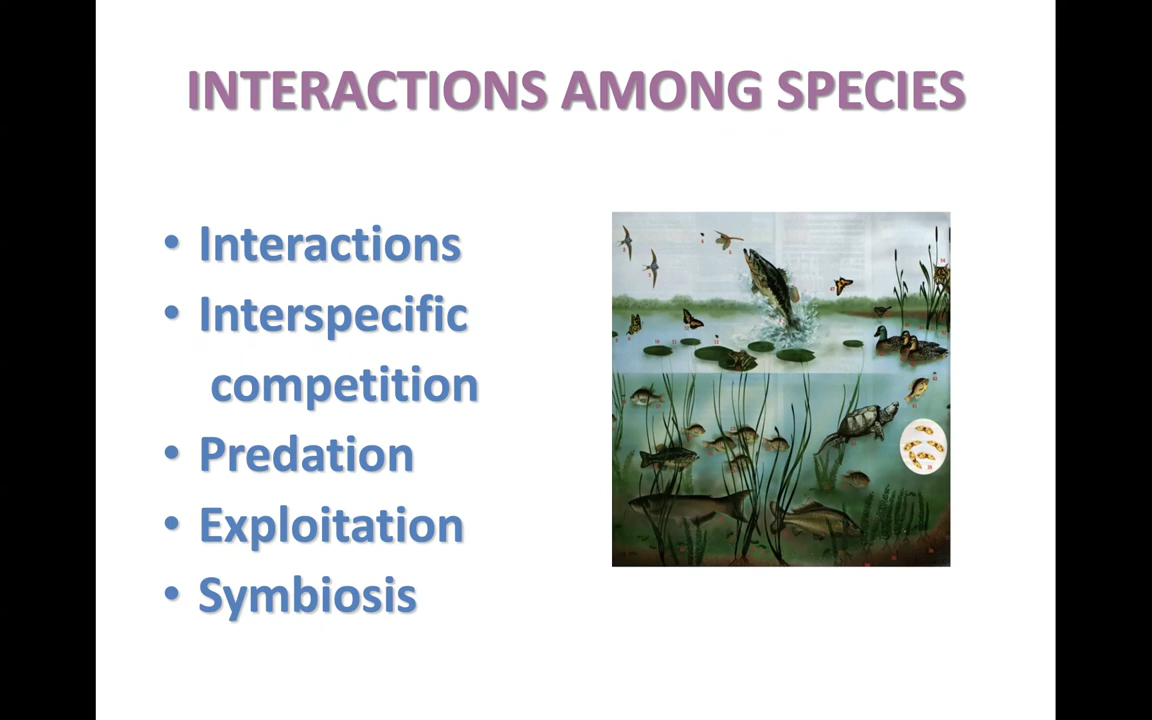 INTERACTIONS AMONG SPECIES
• Interactions
• Interspecific
competition
• Predation
• Exploitation
• Symbiosis